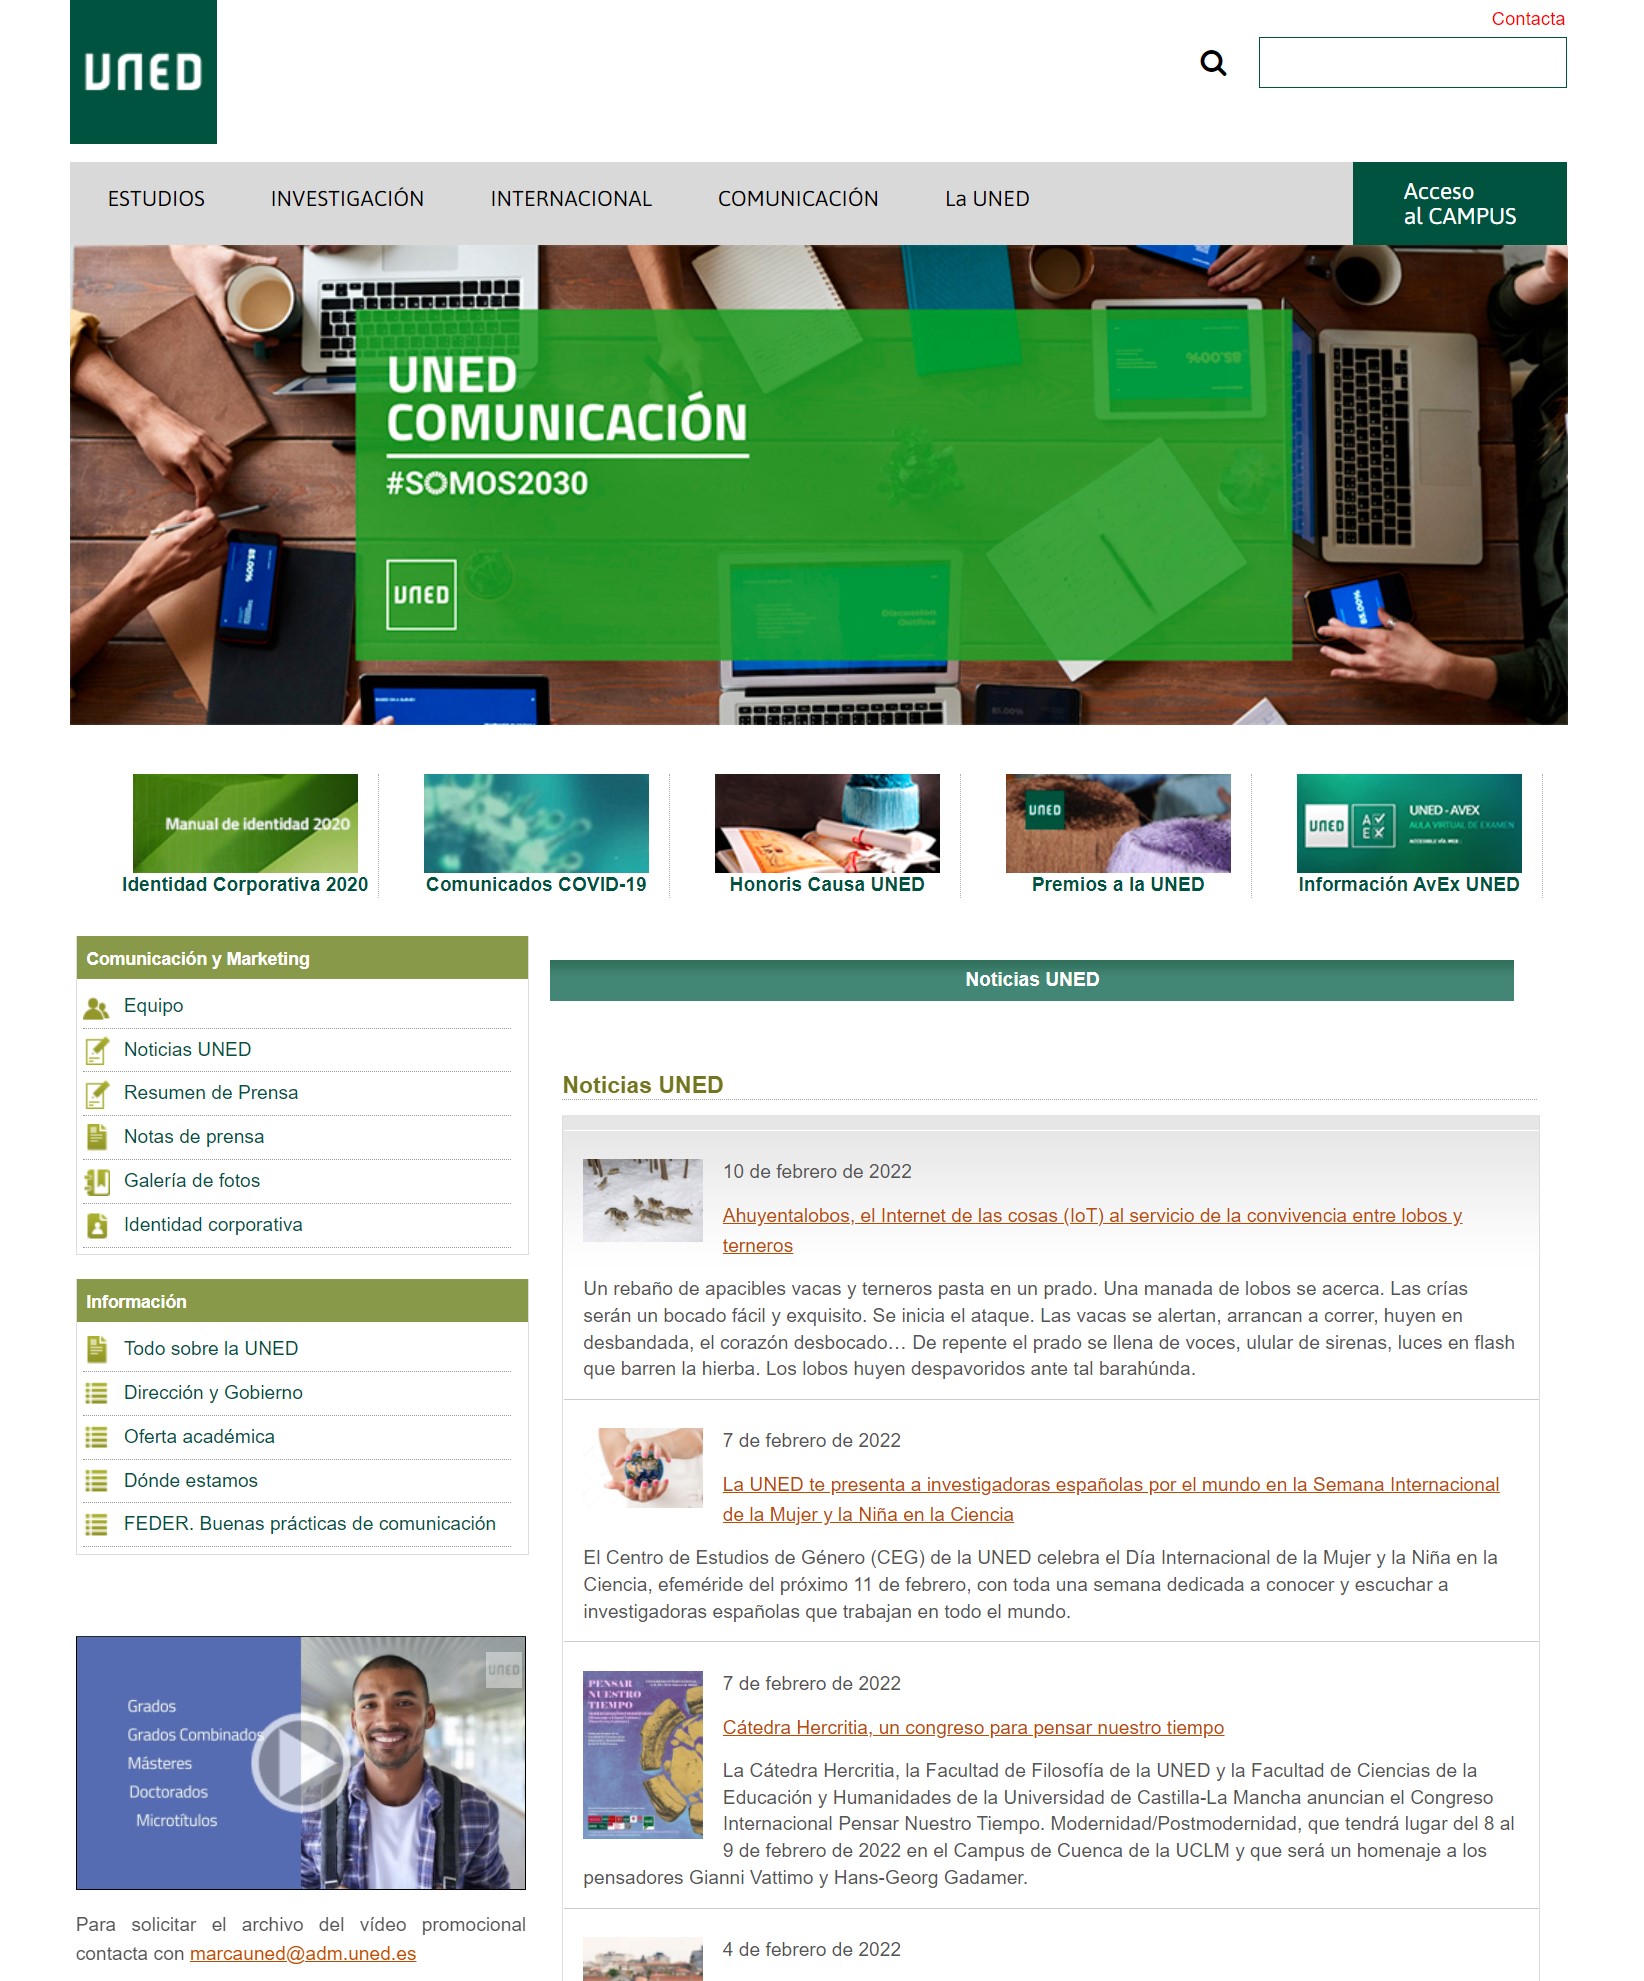 UNED
Contacta
ESTUDIOS
INVESTIGACIÓN
INTERNACIONAL
COMUNICACIÓN
La UNED
Acceso
al CAMPUS
UNED
COMUNICACIÓN
#SOMOS2030
UNED
85.00%
85.00%
Discussion
Outline
85.00%
85.00%
Manual de identidad 2020
Identidad Corporativa 2020
Comunicados COVID-19
Honoris Causa UNED
UNED
Premios a la UNED
UNED
UNED - AVEX
AULA VIRTUAL DE EXAMEN
Información AvEx UNED
Comunicación y Marketing
Equipo
Noticias UNED
Resumen de Prensa
Notas de prensa
Galería de fotos
Identidad corporativa
Información
Todo sobre la UNED
Dirección y Gobierno
Oferta académica
Dónde estamos
FEDER. Buenas prácticas de comunicación
UNED
Grados
Grados Combinados
Másteres
Doctorados
Microtítulos
Para solicitar el archivo del vídeo promocional
contacta con marcauned@adm.uned.es
Noticias UNED
Noticias UNED
10 de febrero de 2022
Ahuyentalobos, el Internet de las cosas (IoT) al servicio de la convivencia entre lobos y
terneros
Un rebaño de apacibles vacas y terneros pasta en un prado. Una manada de lobos se acerca. Las crías
serán un bocado fácil y exquisito. Se inicia el ataque. Las vacas se alertan, arrancan a correr, huyen en
desbandada, el corazón desbocado… De repente el prado se llena de voces, ulular de sirenas, luces en flash
que barren la hierba. Los lobos huyen despavoridos ante tal barahúnda.
7 de febrero de 2022
La UNED te presenta a investigadoras españolas por el mundo en la Semana Internacional
de la Mujer y la Niña en la Ciencia
El Centro de Estudios de Género (CEG) de la UNED celebra el Día Internacional de la Mujer y la Niña en la
Ciencia, efeméride del próximo 11 de febrero, con toda una semana dedicada a conocer y escuchar a
investigadoras españolas que trabajan en todo el mundo.
PENSAR
NUESTRO
TIEMPO
7 de febrero de 2022
Cátedra Hercritia, un congreso para pensar nuestro tiempo
La Cátedra Hercritia, la Facultad de Filosofía de la UNED y la Facultad de Ciencias de la
Educación y Humanidades de la Universidad de Castilla-La Mancha anuncian el Congreso
Internacional Pensar Nuestro Tiempo. Modernidad/Postmodernidad, que tendrá lugar del 8 al
9 de febrero de 2022 en el Campus de Cuenca de la UCLM y que será un homenaje a los
pensadores Gianni Vattimo y Hans-Georg Gadamer.
4 de febrero de 2022